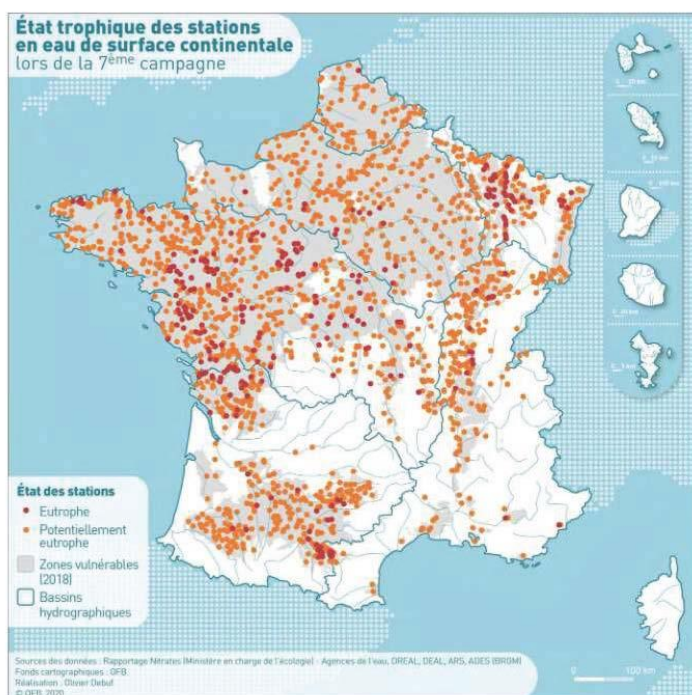 État trophique des stations
en eau de surface continentale
lors de la 7ème campagne
État des stations
Eutrophe
Potentiellement
eutrophe
Zones vulnérables
(2018)
Bassins
hydrographiques
Sources des données : Rapportage Nitrates (Ministère en charge de l'écologie) - Agences de l'eau, DREAL, DEAL, ARS, ADES (BRGM)
Fonds cartographiques : OFB
Réalisation : Olivier Debuf
© OFB, 2020
0 100 km